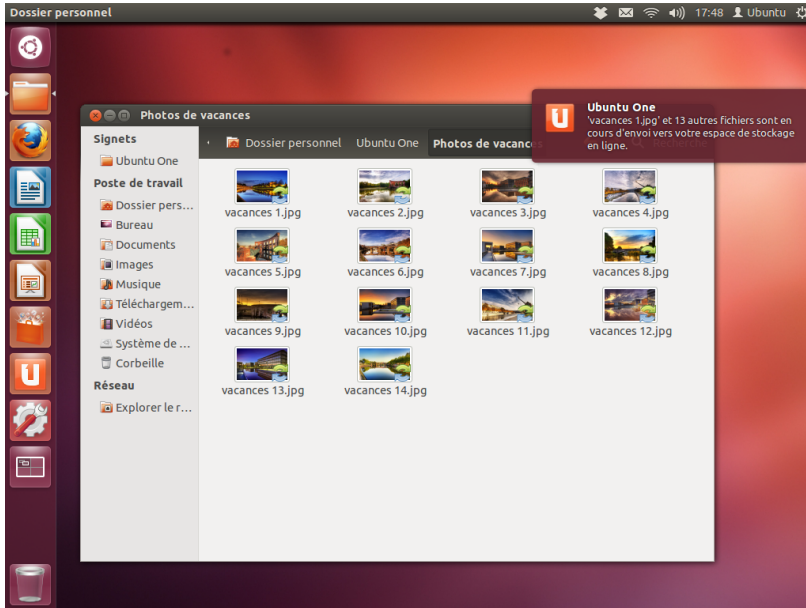 Dossier personnel
17:48 Ubuntu
Photos de vacances
Ubuntu One
'vacances 1.jpg' et 13 autres fichiers sont en
cours d'envoi vers votre espace de stockage
en ligne.
Signets
Ubuntu One
Poste de travail
Dossier pers...
Bureau
Documents
Images
Musique
Téléchargem...
Vidéos
Système de ...
Corbeille
Réseau
Explorer le r...
Dossier personnel Ubuntu One Photos de vacances Recherche
vacances 1.jpg vacances 2.jpg vacances 3.jpg vacances 4.jpg
vacances 5.jpg vacances 6.jpg vacances 7.jpg vacances 8.jpg
vacances 9.jpg vacances 10.jpg vacances 11.jpg vacances 12.jpg
vacances 13.jpg vacances 14.jpg